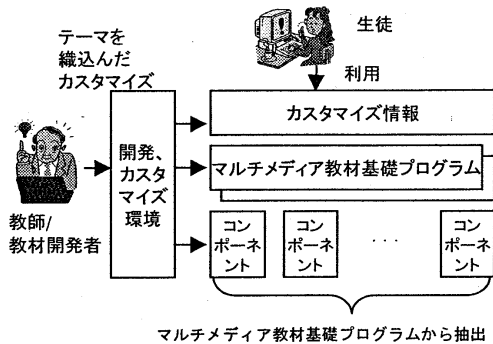 生徒
テーマを
織込んだ
カスタマイズ
利用
カスタマイズ情報
開発、
カスタ
マイズ
環境
マルチメディア教材基礎プログラム
教師/
教材開発者
コン
ポーネ
ント
コン
ポーネ
ント
・・・
コン
ポーネ
ント
マルチメディア教材基礎プログラムから抽出